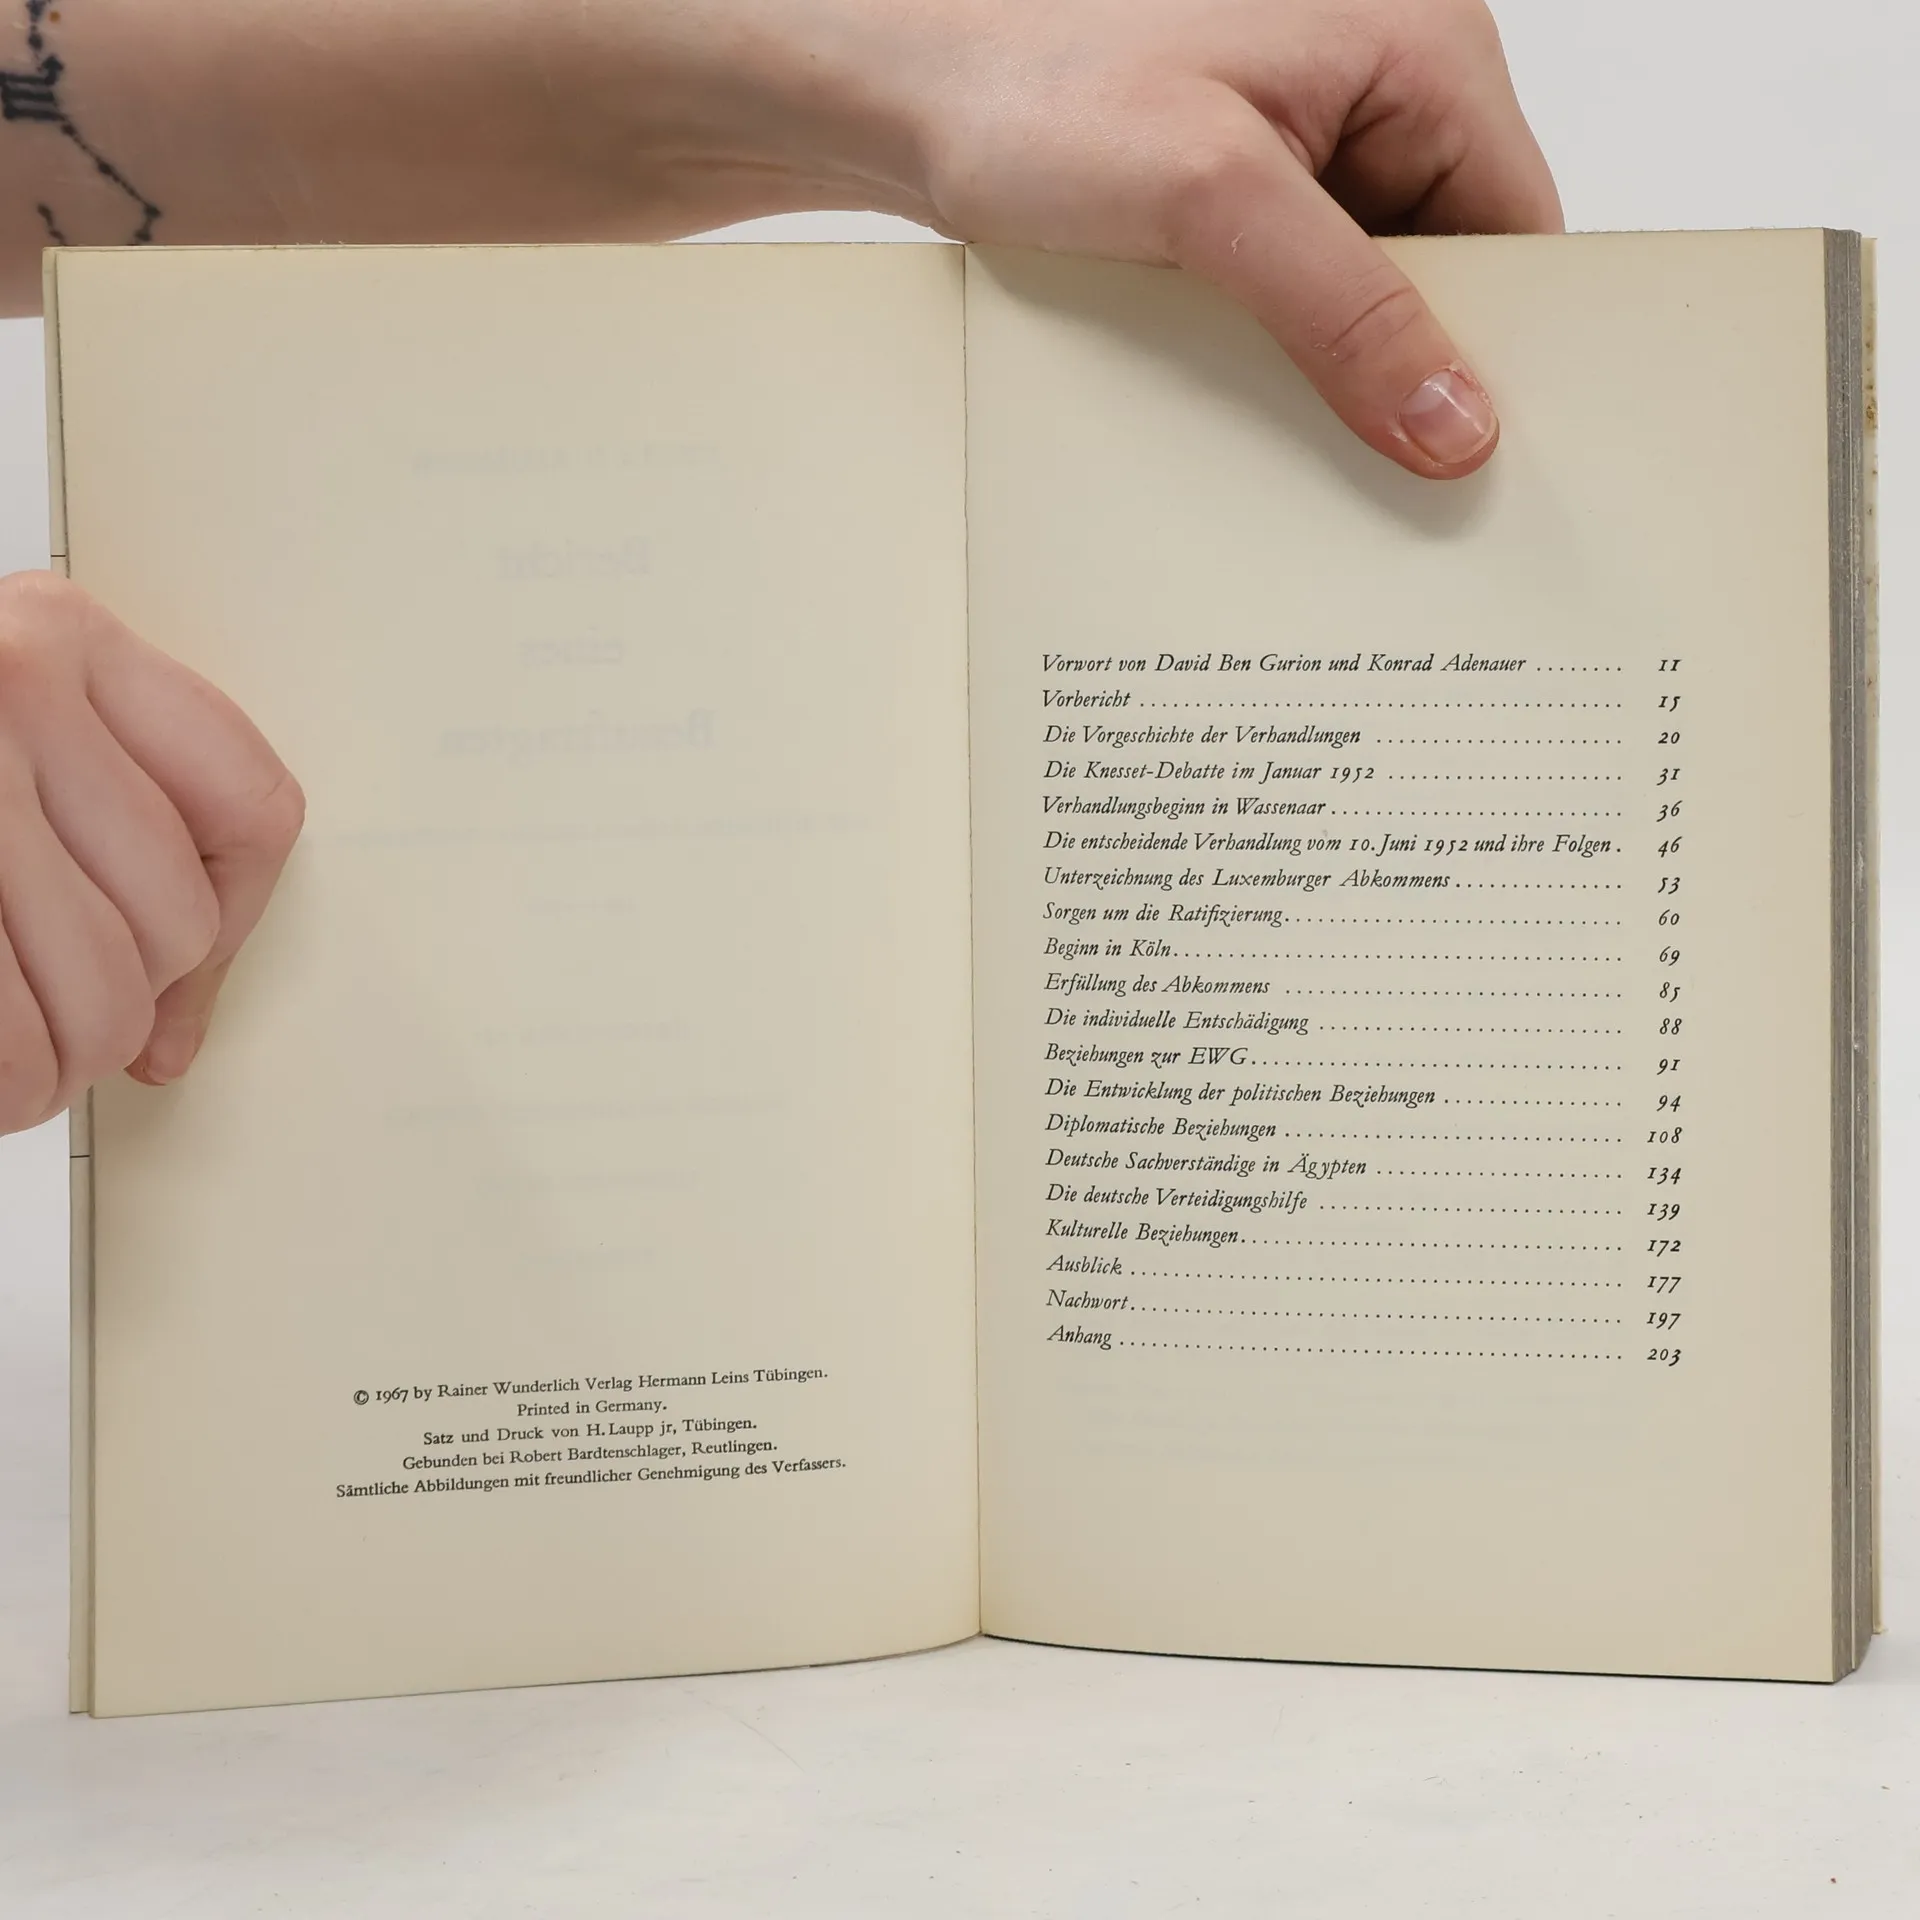 © 1967 by Rainer Wunderlich Verlag Hermann Leins Tübingen.
Printed in Germany.
Satz und Druck von H. Laupp jr, Tübingen.
Gebunden bei Robert Bardtenschlager, Reutlingen.
Sämtliche Abbildungen mit freundlicher Genehmigung des Verfassers.
Vorwort von David Ben Gurion und Konrad Adenauer ........ 11
Vorbericht ............................................ 15
Die Vorgeschichte der Verhandlungen ...................... 20
Die Knesset-Debatte im Januar 1952 ..................... 31
Verhandlungsbeginn in Wassenaar ........................... 36
Die entscheidende Verhandlung vom 10. Juni 1952 und ihre Folgen . 46
Unterzeichnung des Luxemburger Abkommens ............... 53
Sorgen um die Ratifizierung ............................... 60
Beginn in Köln ......................................... 69
Erfüllung des Abkommens ............................... 85
Die individuelle Entschädigung ............................ 88
Beziehungen zur EWG .................................. 91
Die Entwicklung der politischen Beziehungen ................ 94
Diplomatische Beziehungen ............................... 108
Deutsche Sachverständige in Ägypten ...................... 134
Die deutsche Verteidigungshilfe ............................ 139
Kulturelle Beziehungen ................................... 172
Ausblick ............................................. 177
Nachwort ............................................. 197
Anhang .............................................. 203